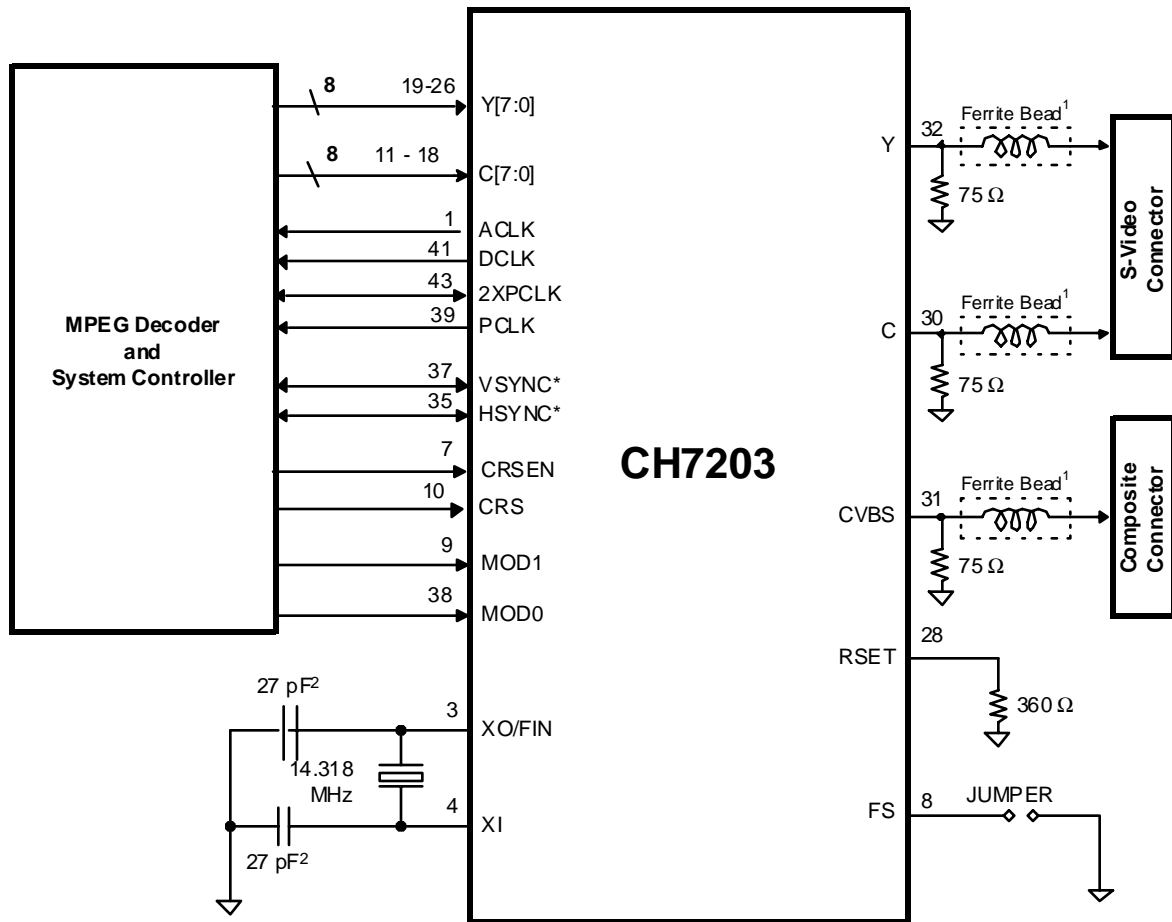 MPEG Decoder
and
System Controller
8
19-26
Y[7:0]
8
11 - 18
C[7:0]
1
ACLK
41
DCLK
43
2XPCLK
39
PCLK
37
VSYNC*
35
HSYNC*
7
CRSEN
10
CRS
9
MOD1
38
MOD0
27 pF²
3
XO/FIN
14.318
MHz
4
XI
27 pF²
CH7203
Y
32
Ferrite Bead¹
75 Ω
C
30
Ferrite Bead¹
75 Ω
S-Video
Connector
CVBS
31
Ferrite Bead¹
75 Ω
Composite
Connector
RSET
28
360 Ω
FS
8
JUMPER